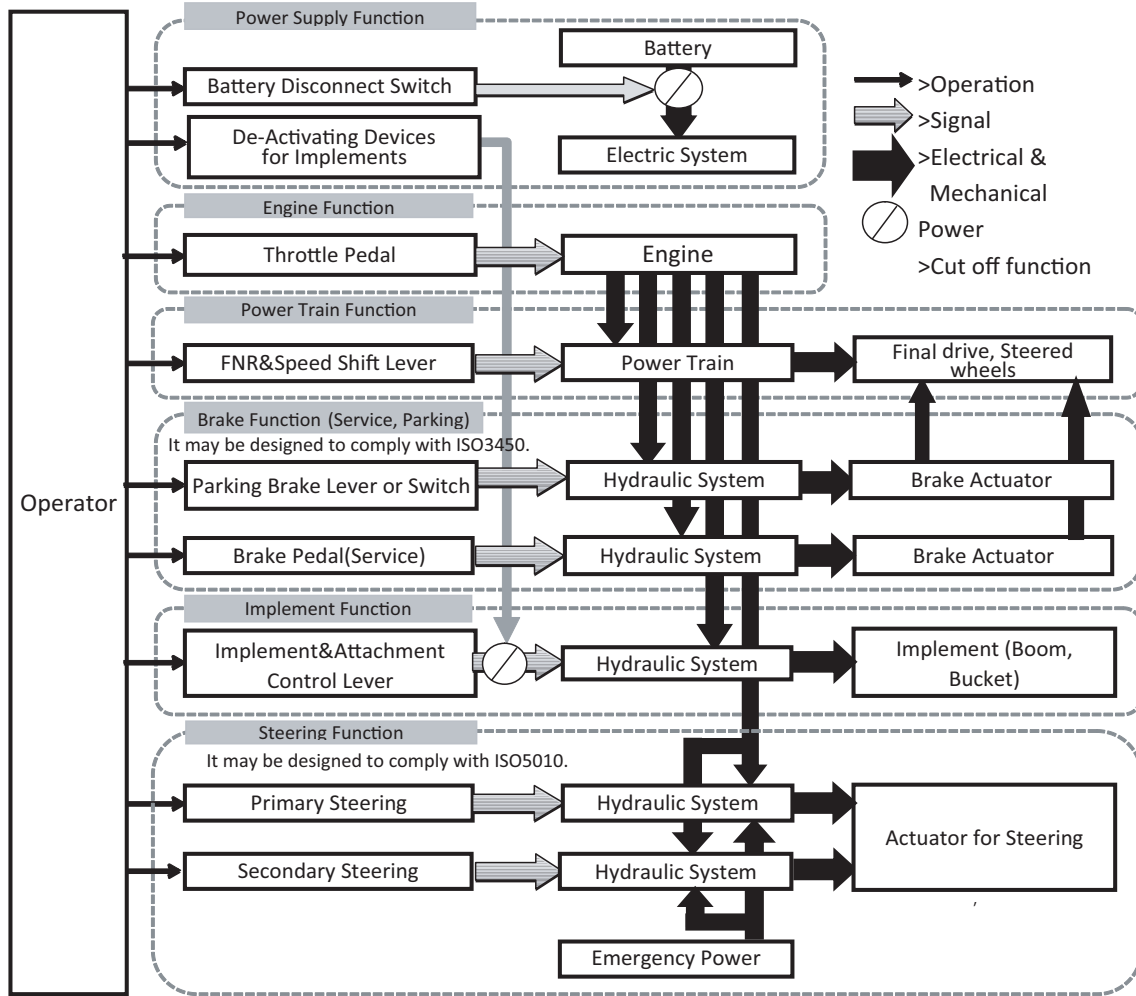 Operator
Power Supply Function
Battery
Battery Disconnect Switch
De-Activating Devices
for Implements
Electric System
>Operation
>Signal
>Electrical &
Mechanical
Power
>Cut off function
Engine Function
Throttle Pedal
Engine
Power Train Function
FNR&Speed Shift Lever
Power Train
Final drive, Steered
wheels
Brake Function (Service, Parking)
It may be designed to comply with ISO3450.
Parking Brake Lever or Switch
Hydraulic System
Brake Actuator
Brake Pedal(Service)
Hydraulic System
Brake Actuator
Implement Function
Implement&Attachment
Control Lever
Hydraulic System
Implement (Boom,
Bucket)
Steering Function
It may be designed to comply with ISO5010.
Primary Steering
Hydraulic System
Actuator for Steering
Secondary Steering
Hydraulic System
,
Emergency Power